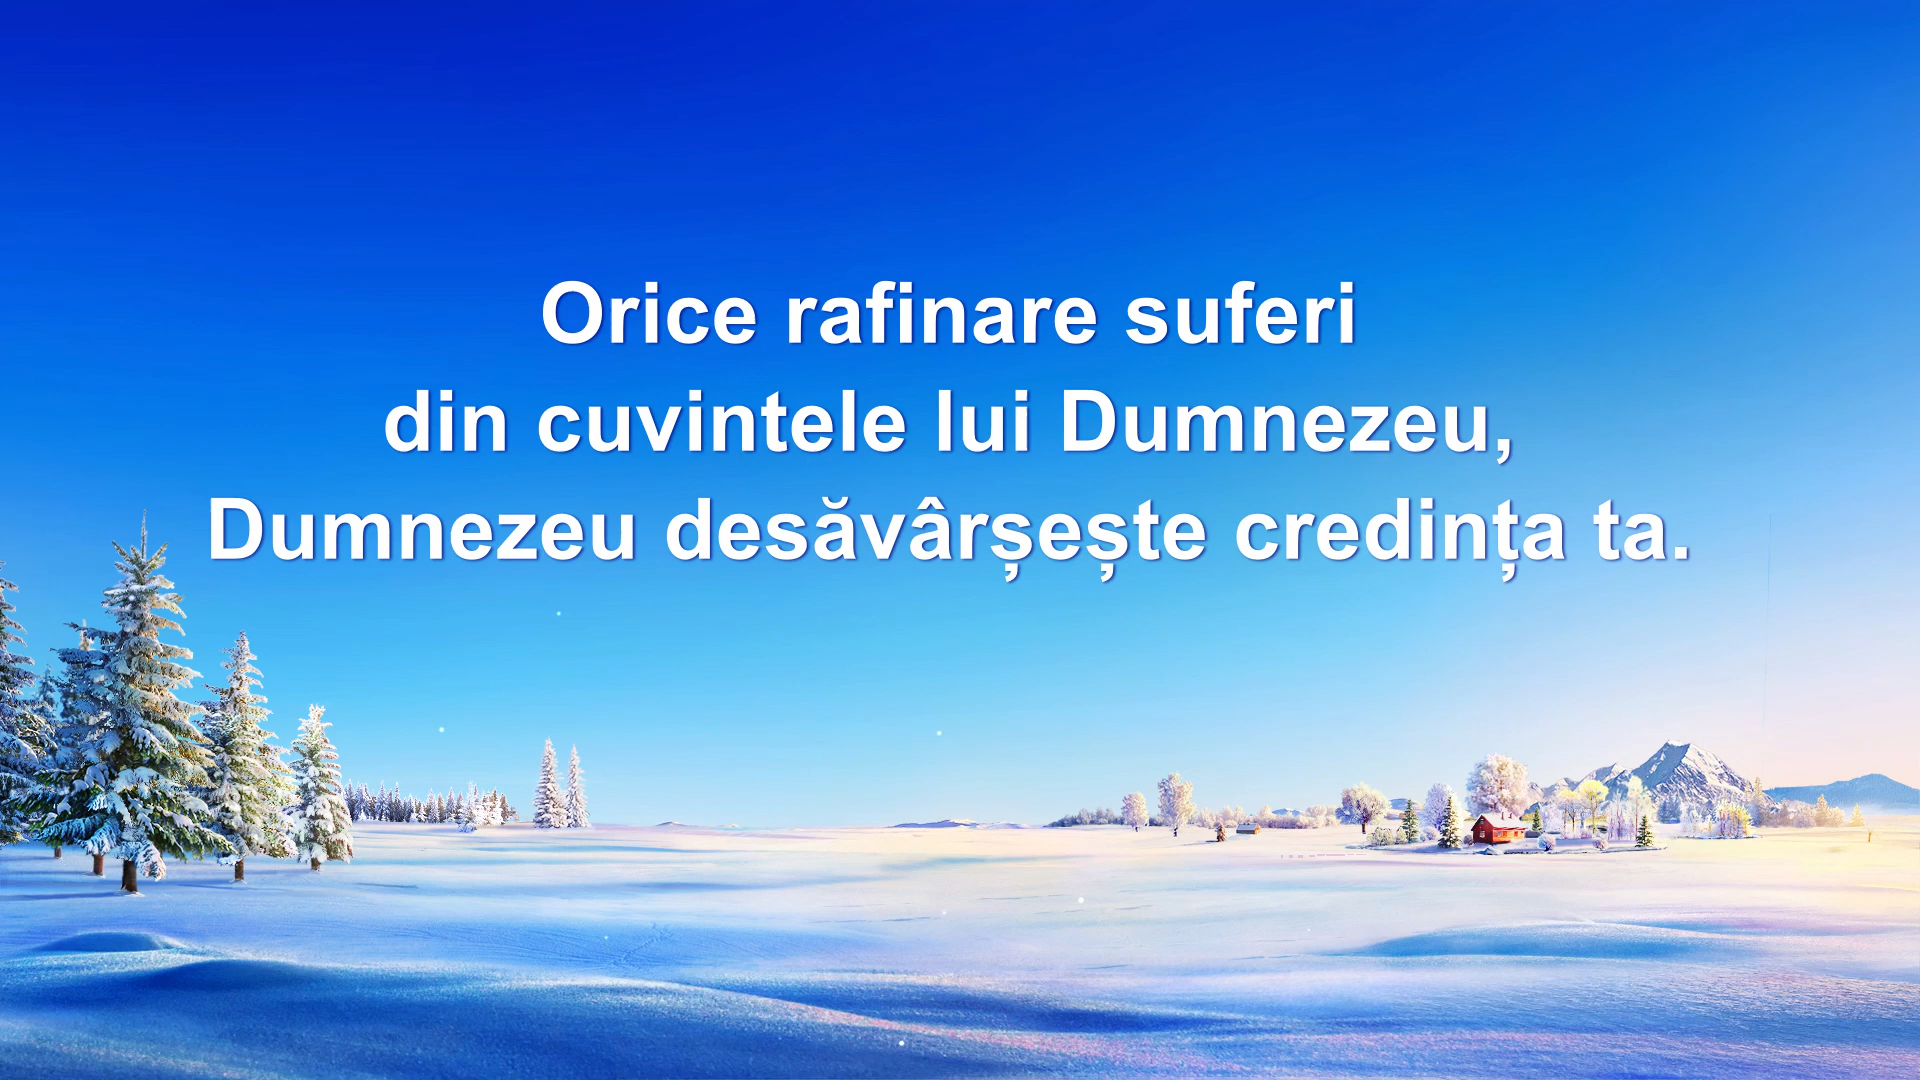 Orice rafinare suferi
din cuvintele lui Dumnezeu,
Dumnezeu desăvârșește credința ta.